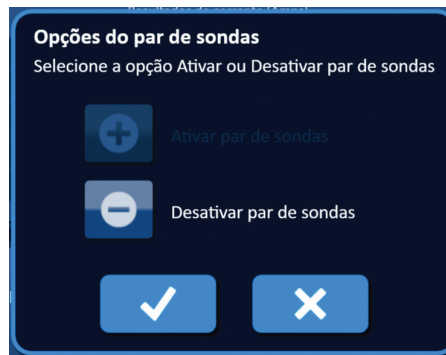 Opções do par de sondas
Selecione a opção Ativar ou Desativar par de sondas
Ativar par de sondas
Desativar par de sondas